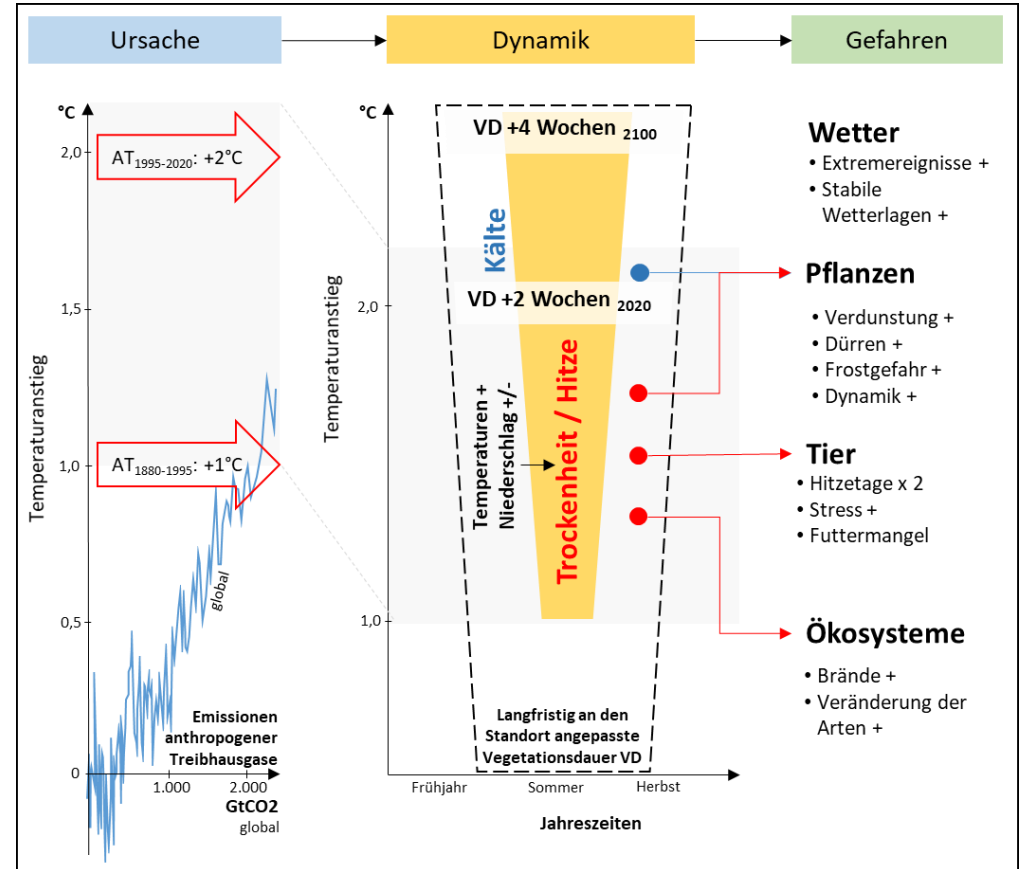 Ursache
Dynamik
Gefahren
°C
2,0
1,5
1,0
0,5
0
Temperaturanstieg
AT1995-2020: +2°C
AT1880-1995: +1°C
global
Emissionen
anthropogener
Treibhausgase
1.000
2.000
GtCO2
global
°C
2,0
1,0
Temperaturanstieg
VD +4 Wochen 2100
Kälte
VD +2 Wochen 2020
Temperaturen +
Niederschlag +/-
Trockenheit / Hitze
Langfristig an den
Standort angepasste
Vegetationsdauer VD
Frühjahr
Sommer
Herbst
Jahreszeiten
Wetter
• Extremereignisse +
• Stabile
Wetterlagen +
Pflanzen
• Verdunstung +
• Dürren +
• Frostgefahr +
• Dynamik +
Tier
• Hitzetage x 2
• Stress +
• Futtermangel
Ökosysteme
• Brände +
• Veränderung der
Arten +